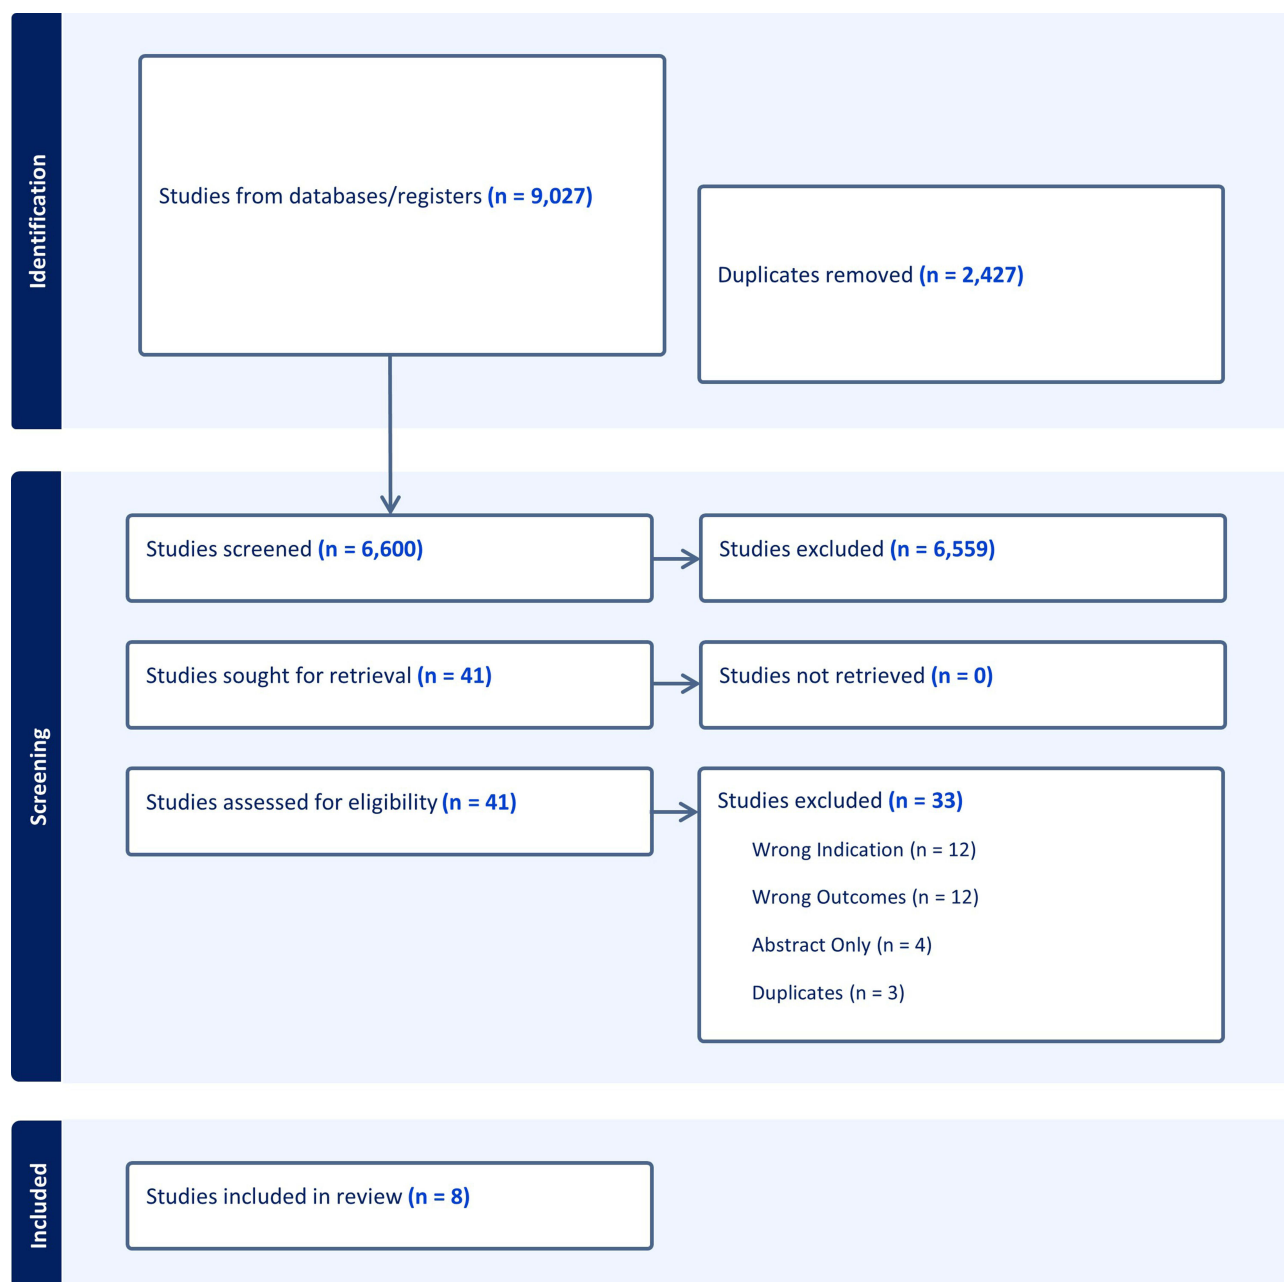 Identification
Studies from databases/registers (n = 9,027)
Duplicates removed (n = 2,427)
Screening
Studies screened (n = 6,600)
Studies excluded (n = 6,559)
Studies sought for retrieval (n = 41)
Studies not retrieved (n = 0)
Studies assessed for eligibility (n = 41)
Studies excluded (n = 33)
Wrong Indication (n = 12)
Wrong Outcomes (n = 12)
Abstract Only (n = 4)
Duplicates (n = 3)
Included
Studies included in review (n = 8)